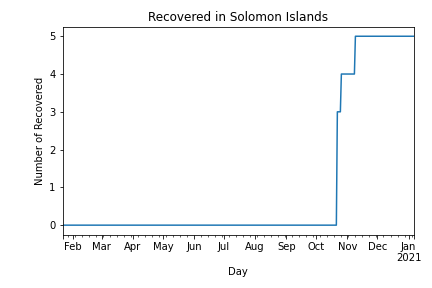 Recovered in Solomon Islands
Number of Recovered
5
4
3
2
1
0
Feb Mar Apr May Jun Jul Aug Sep Oct Nov Dec Jan
2021
Day